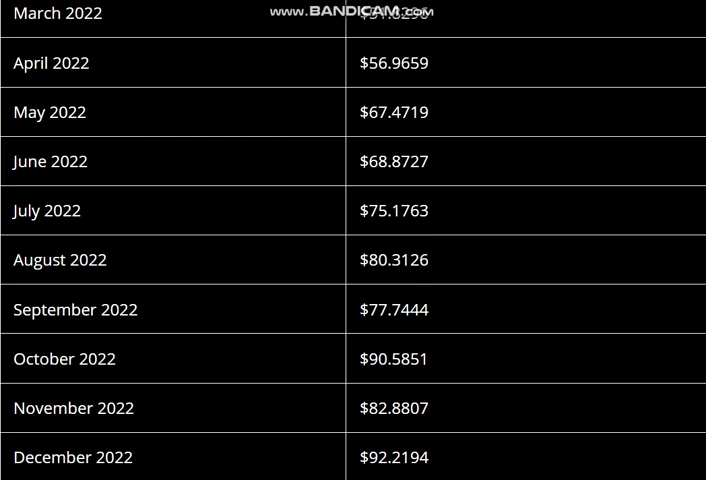 www.BANDICAM.com
March 2022
April 2022 $56.9659
May 2022 $67.4719
June 2022 $68.8727
July 2022 $75.1763
August 2022 $80.3126
September 2022 $77.7444
October 2022 $90.5851
November 2022 $82.8807
December 2022 $92.2194